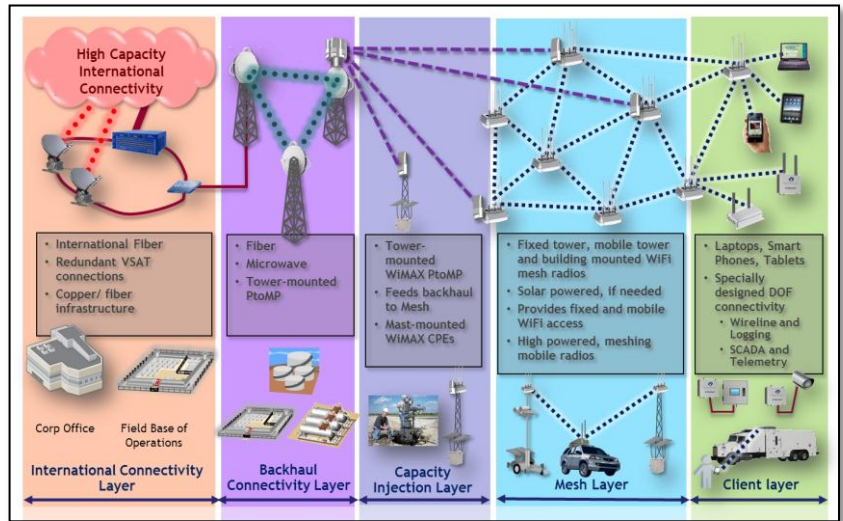 High Capacity
International
Connectivity
• International Fiber
• Redundant VSAT
connections
• Copper/ fiber
infrastructure
Corp Office
Field Base of
Operations
International Connectivity
Layer
• Fiber
• Microwave
• Tower-mounted
PtoMP
Backhaul
Connectivity Layer
• Tower-
mounted
WiMAX PtoMP
• Feeds backhaul
to Mesh
• Mast-mounted
WiMAX CPEs
Capacity
Injection Layer
• Fixed tower, mobile tower
and building mounted WiFi
mesh radios
• Solar powered, if needed
• Provides fixed and mobile
WiFi access
• High powered, meshing
mobile radios
Mesh Layer
• Laptops, Smart
Phones, Tablets
• Specially
designed DOF
connectivity
• Wireline and
Logging
• SCADA and
Telemetry
Client layer